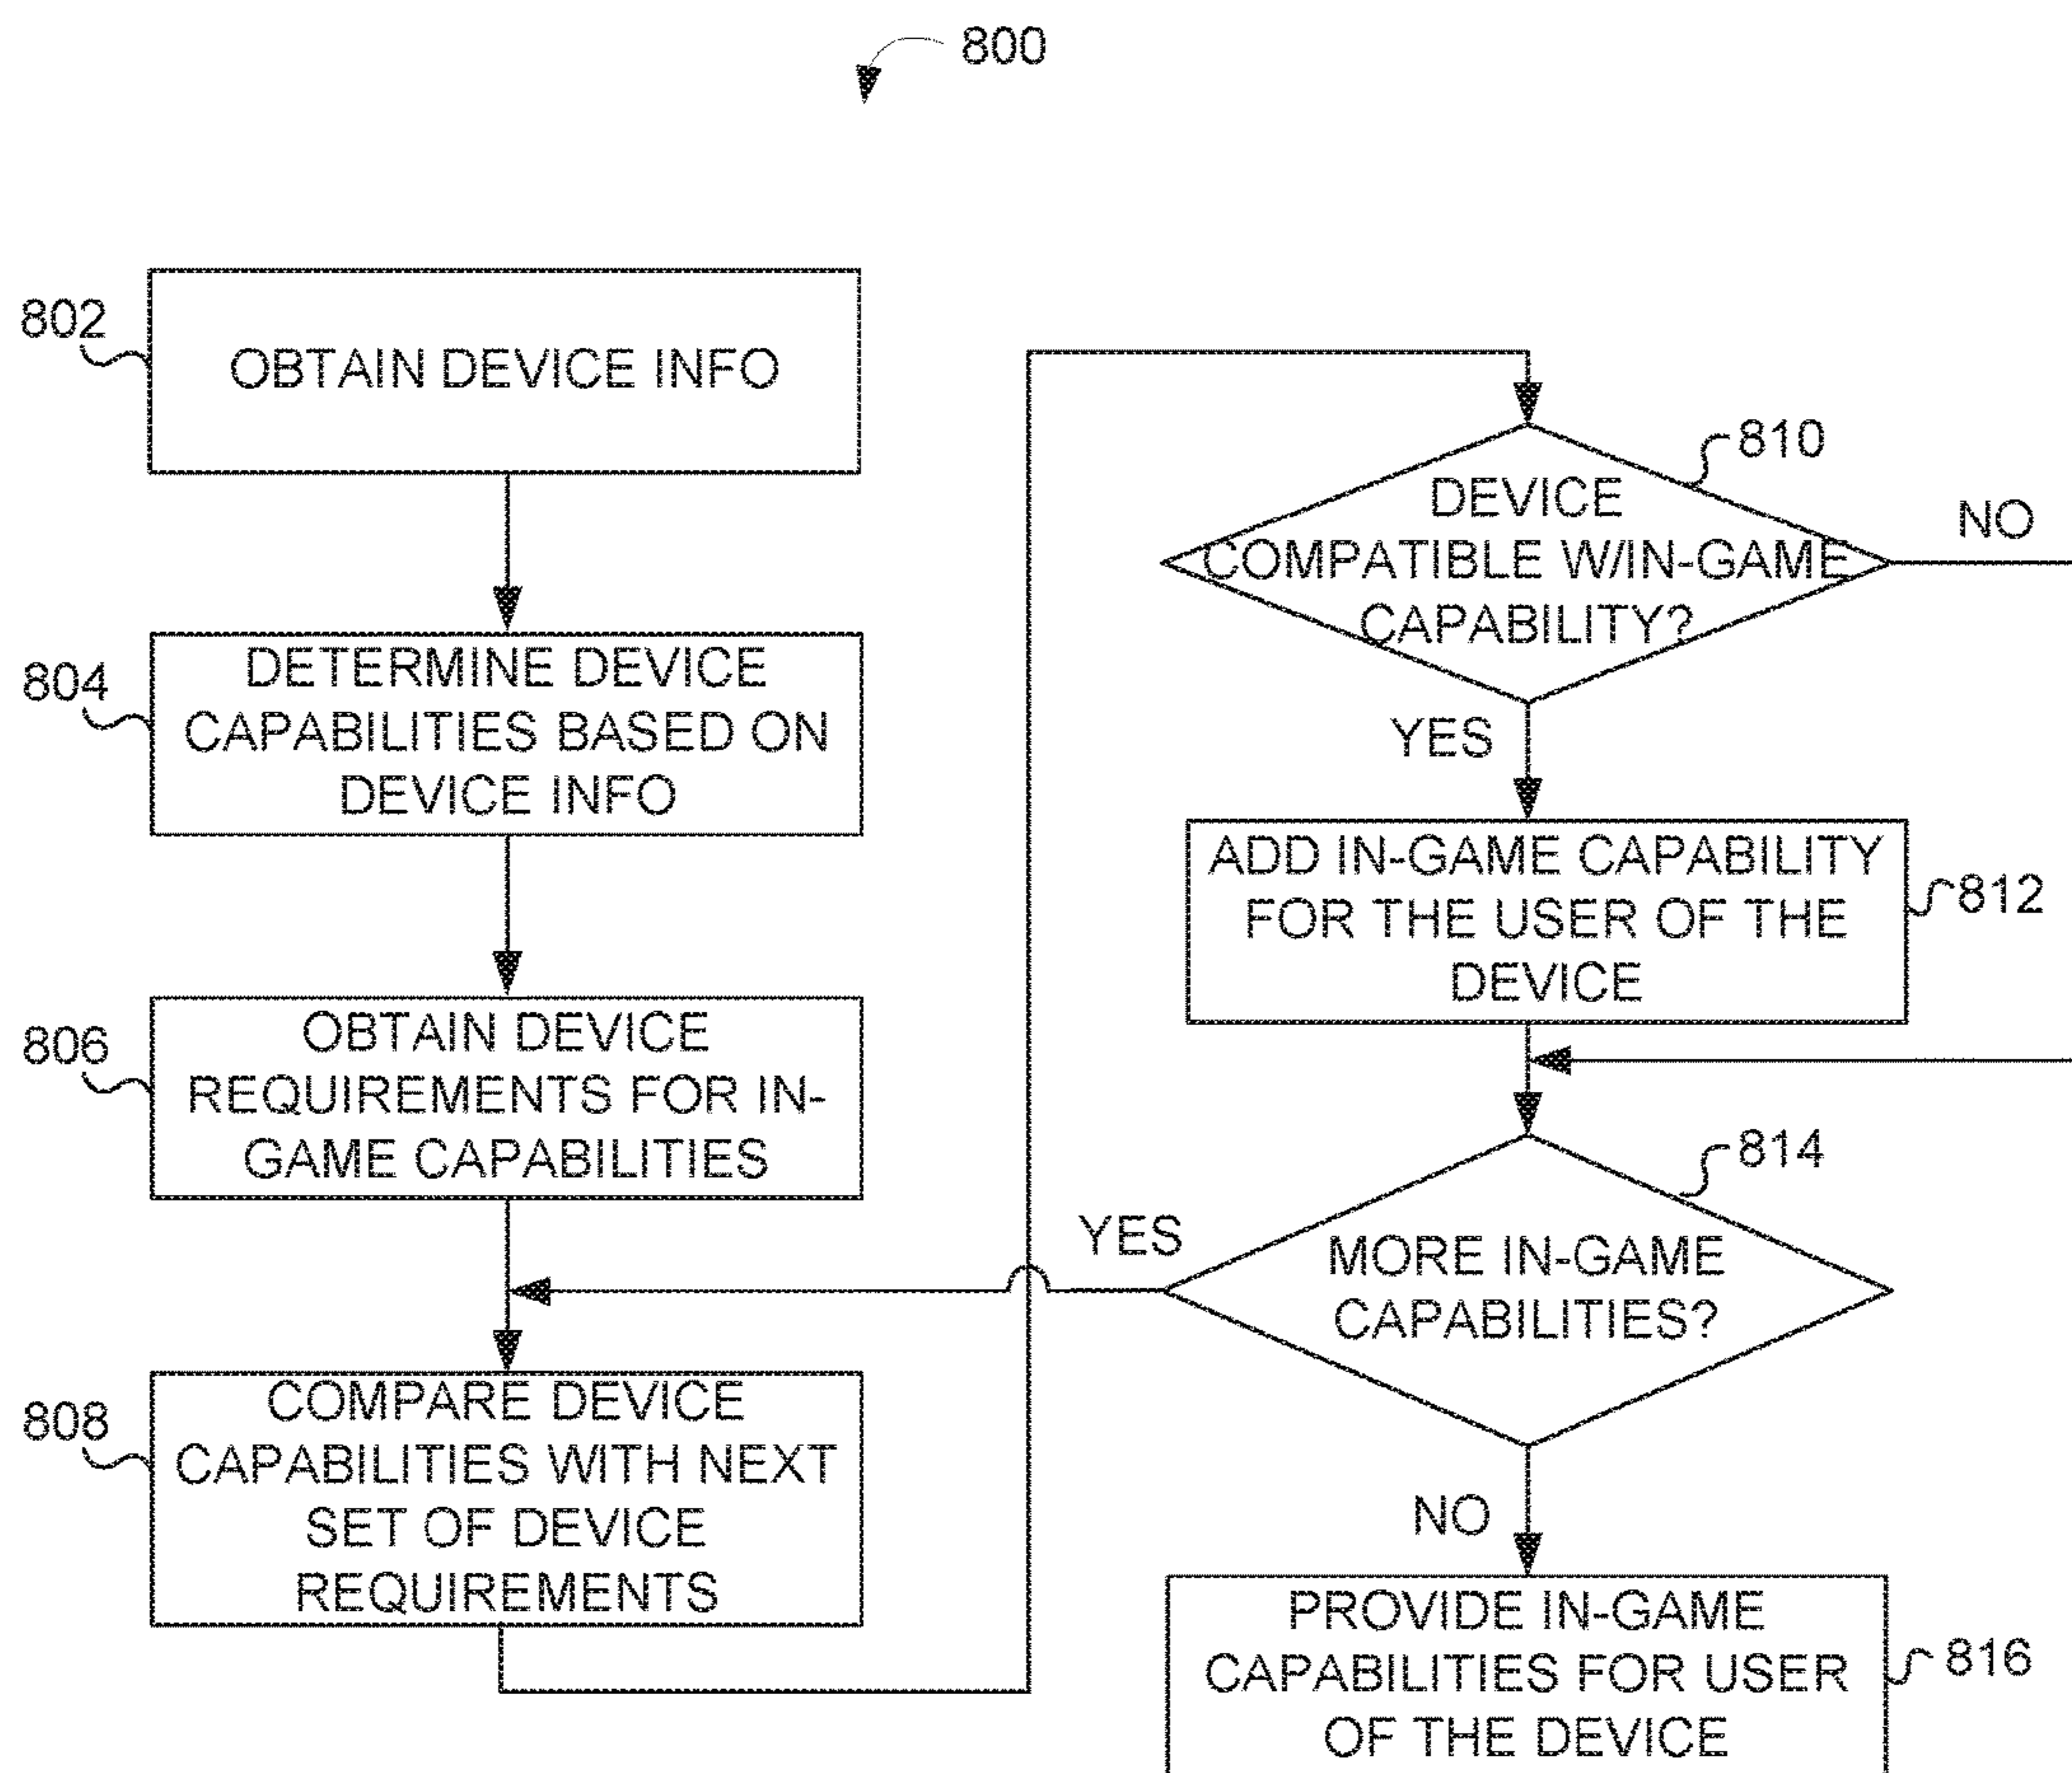 800
802
OBTAIN DEVICE INFO
804
DETERMINE DEVICE
CAPABILITIES BASED ON
DEVICE INFO
806
OBTAIN DEVICE
REQUIREMENTS FOR IN-
GAME CAPABILITIES
808
COMPARE DEVICE
CAPABILITIES WITH NEXT
SET OF DEVICE
REQUIREMENTS
810
DEVICE
COMPATIBLE W/IN-GAME
CAPABILITY?
NO
YES
ADD IN-GAME CAPABILITY
FOR THE USER OF THE
DEVICE
812
814
YES
MORE IN-GAME
CAPABILITIES?
NO
PROVIDE IN-GAME
CAPABILITIES FOR USER
OF THE DEVICE
816